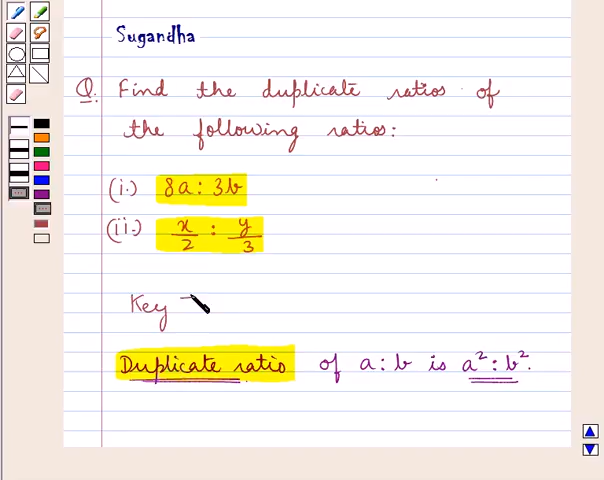 Sugandha
Q. Find the duplicate ratios of
the following ratios:
(i.) 8a : 3b
(ii.) x/2 : y/3
Key
Duplicate ratio of a : b is a² : b².